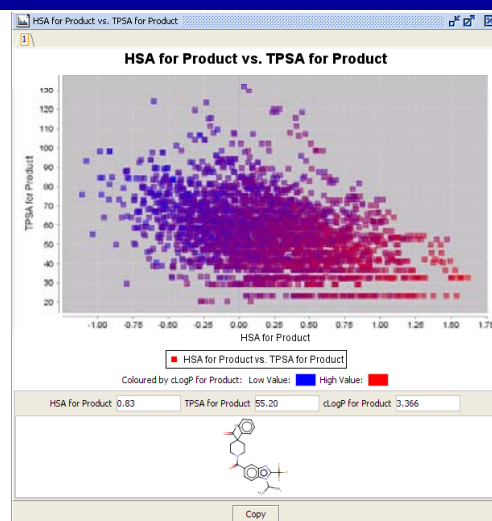 HSA for Product vs. TPSA for Product
1
HSA for Product vs. TPSA for Product
TPSA for Product
130
120
110
100
90
80
70
60
50
40
30
20
-1.00 -0.75 -0.50 -0.25 0.00 0.25 0.50 0.75 1.00 1.25 1.50 1.75
HSA for Product
HSA for Product vs. TPSA for Product
Coloured by cLogP for Product: Low Value: High Value:
HSA for Product 0.83 TPSA for Product 55.20 cLogP for Product 3.366
Copy